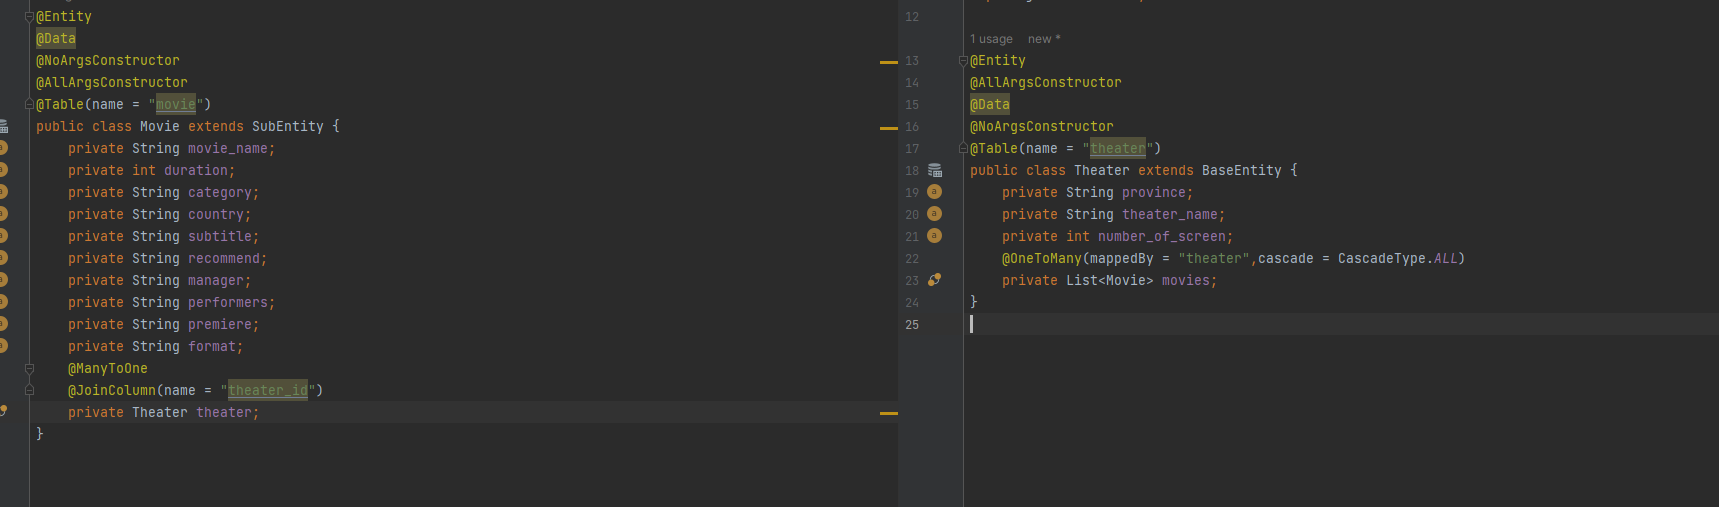 @Entity
@Data
@NoArgsConstructor
@AllArgsConstructor
@Table(name = "movie")
public class Movie extends SubEntity {
private String movie_name;
private int duration;
private String category;
private String country;
private String subtitle;
private String recommend;
private String manager;
private String performers;
private String premiere;
private String format;
@ManyToOne
@JoinColumn(name = "theater_id")
private Theater theater;
}
12
1 usage new *
13 @Entity
14 @AllArgsConstructor
15 @Data
16 @NoArgsConstructor
17 @Table(name = "theater")
18 public class Theater extends BaseEntity {
19 private String province;
20 private String theater_name;
21 private int number_of_screen;
22 @OneToMany(mappedBy = "theater",cascade = CascadeType.ALL)
23 private List<Movie> movies;
24 }
25